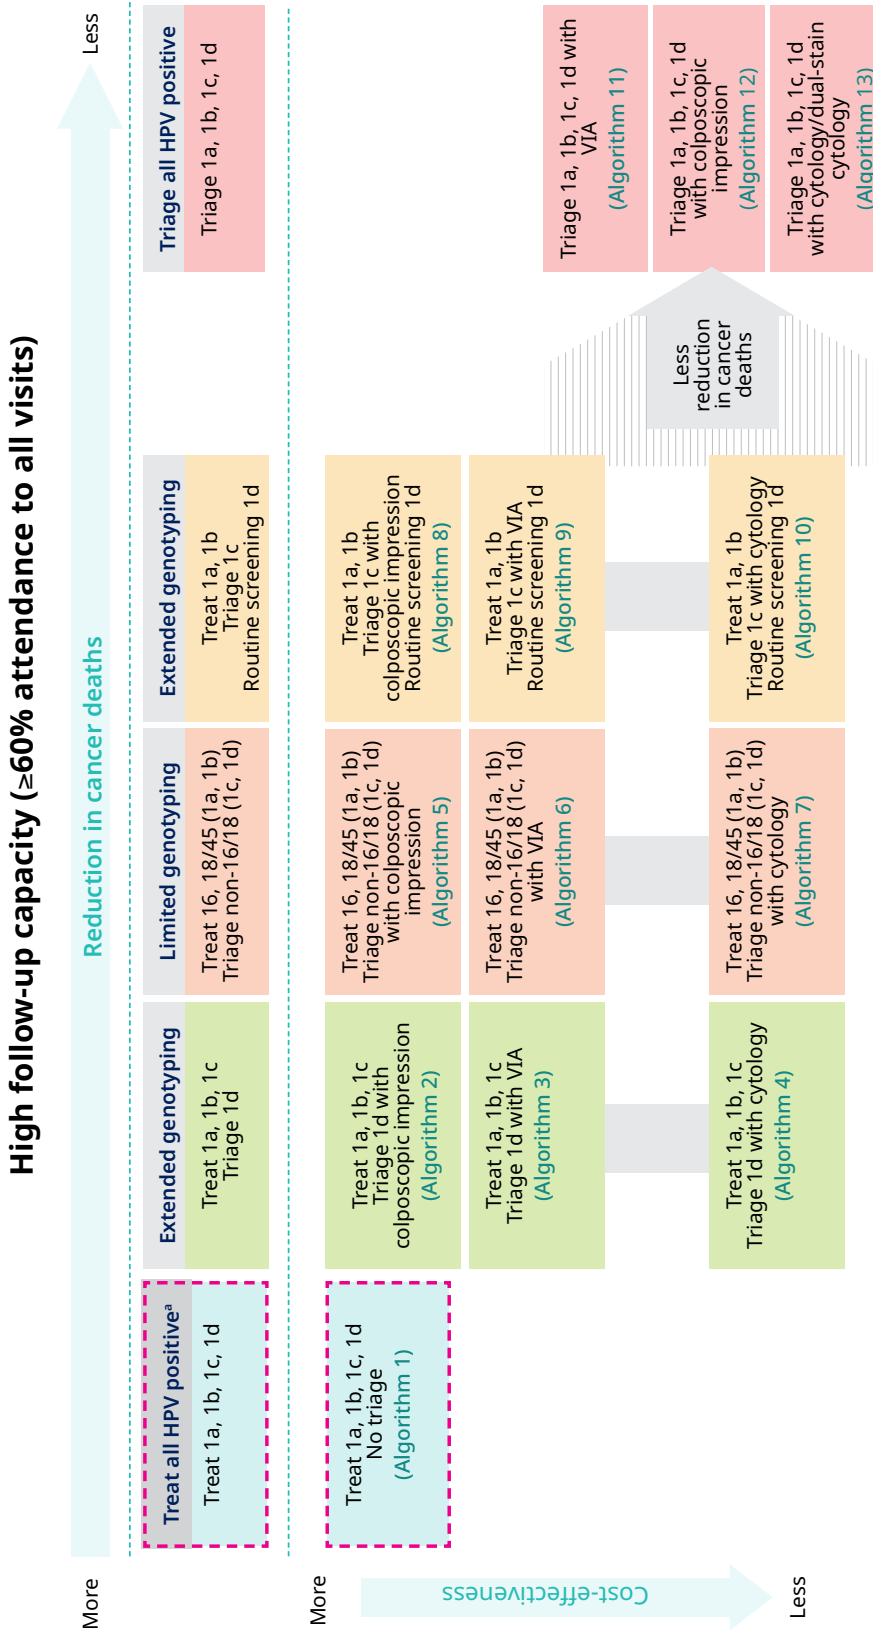 High follow-up capacity (≥60% attendance to all visits)
More
Reduction in cancer deaths
Less
Treat all HPV positiveᵃ
Treat 1a, 1b, 1c, 1d
Extended genotyping
Treat 1a, 1b, 1c
Triage 1d
Limited genotyping
Treat 16, 18/45 (1a, 1b)
Triage non-16/18 (1c, 1d)
Extended genotyping
Treat 1a, 1b
Triage 1c
Routine screening 1d
Triage all HPV positive
Triage 1a, 1b, 1c, 1d
More
Cost-effectiveness
Less
Treat 1a, 1b, 1c, 1d
No triage
(Algorithm 1)
Treat 1a, 1b, 1c
Triage 1d with
colposcopic impression
(Algorithm 2)
Treat 16, 18/45 (1a, 1b)
Triage non-16/18 (1c, 1d)
with colposcopic
impression
(Algorithm 5)
Treat 1a, 1b
Triage 1c with
colposcopic impression
Routine screening 1d
(Algorithm 8)
Treat 1a, 1b, 1c
Triage 1d with VIA
(Algorithm 3)
Treat 16, 18/45 (1a, 1b)
Triage non-16/18 (1c, 1d)
with VIA
(Algorithm 6)
Treat 1a, 1b
Triage 1c with VIA
Routine screening 1d
(Algorithm 9)
Treat 1a, 1b, 1c
Triage 1d with cytology
(Algorithm 4)
Treat 16, 18/45 (1a, 1b)
Triage non-16/18 (1c, 1d)
with cytology
(Algorithm 7)
Treat 1a, 1b
Triage 1c with cytology
Routine screening 1d
(Algorithm 10)
Less
reduction
in cancer
deaths
Triage 1a, 1b, 1c, 1d with
VIA
(Algorithm 11)
Triage 1a, 1b, 1c, 1d
with colposcopic
impression
(Algorithm 12)
Triage 1a, 1b, 1c, 1d
with cytology/dual-stain
cytology
(Algorithm 13)